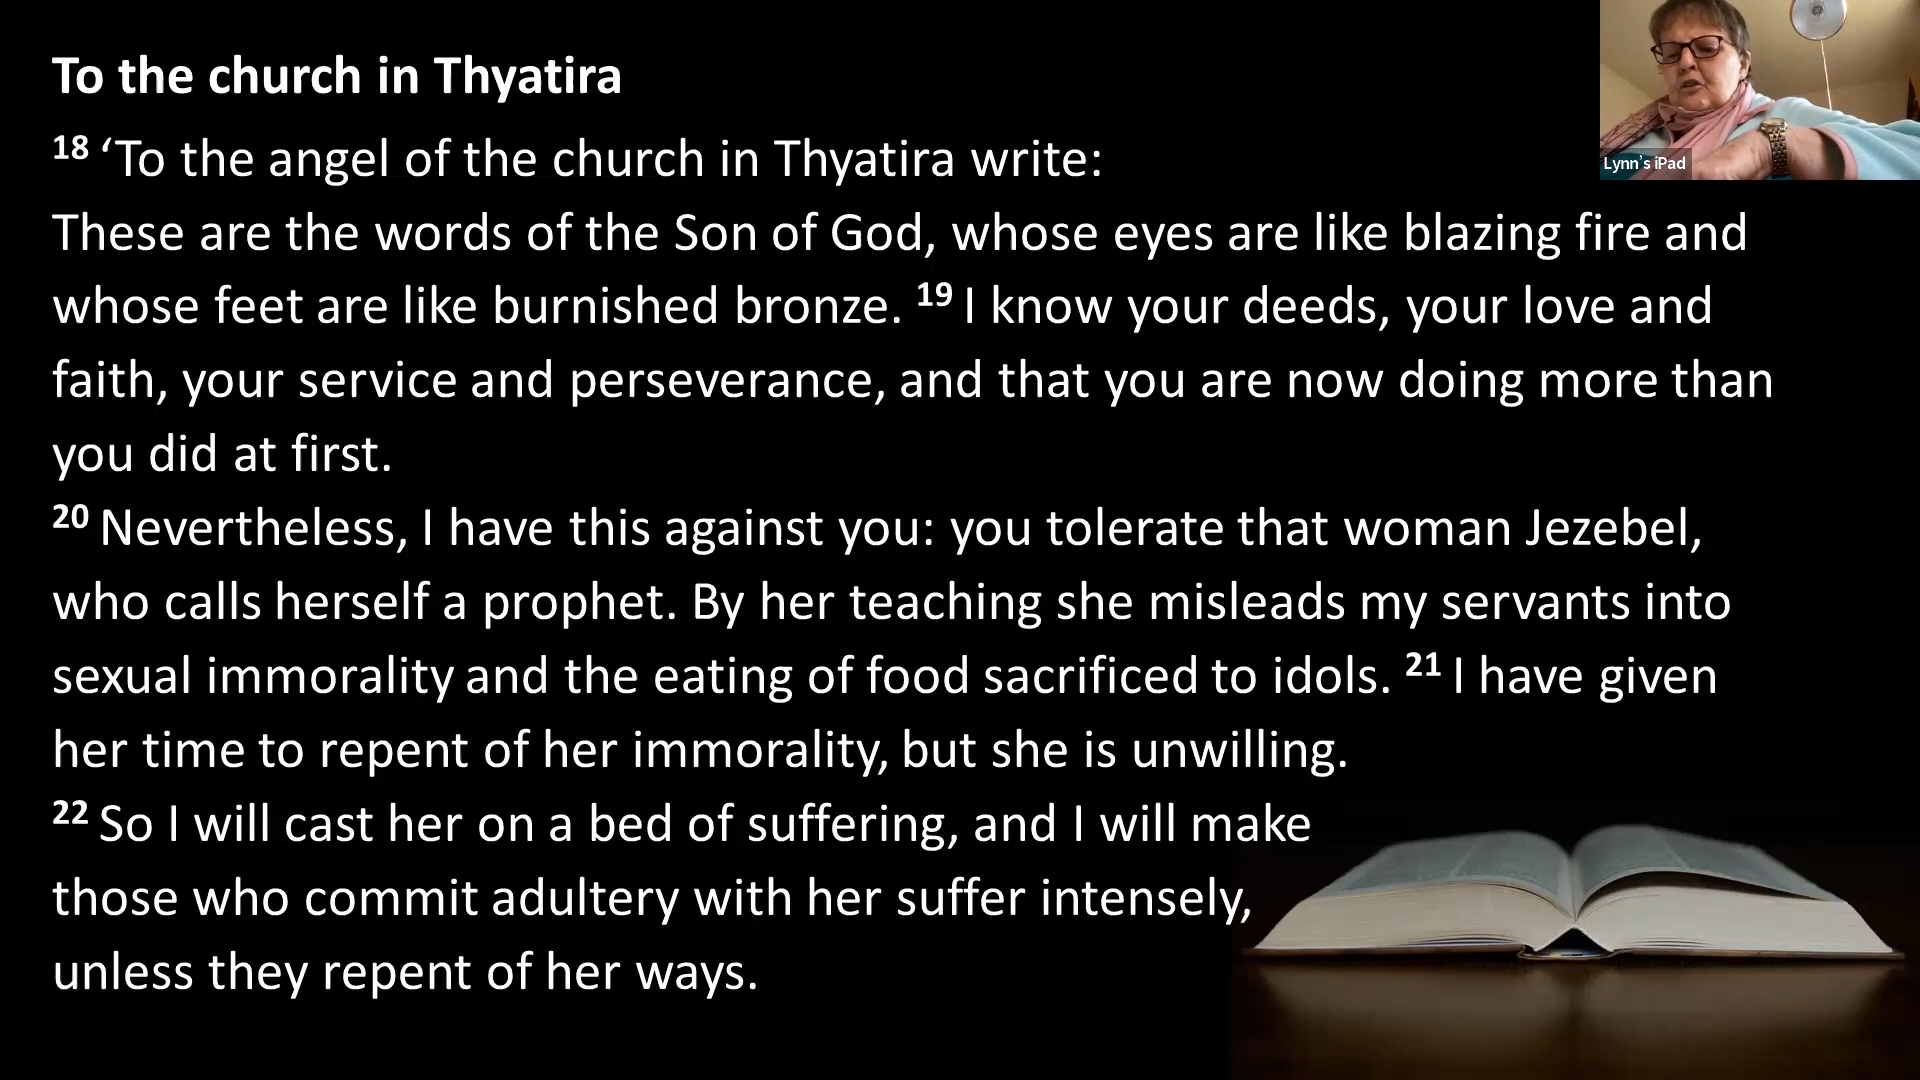 To the church in Thyatira
18 ‘To the angel of the church in Thyatira write:
These are the words of the Son of God, whose eyes are like blazing fire and
whose feet are like burnished bronze. 19 I know your deeds, your love and
faith, your service and perseverance, and that you are now doing more than
you did at first.
20 Nevertheless, I have this against you: you tolerate that woman Jezebel,
who calls herself a prophet. By her teaching she misleads my servants into
sexual immorality and the eating of food sacrificed to idols. 21 I have given
her time to repent of her immorality, but she is unwilling.
22 So I will cast her on a bed of suffering, and I will make
those who commit adultery with her suffer intensely,
unless they repent of her ways.
Lynn’s iPad